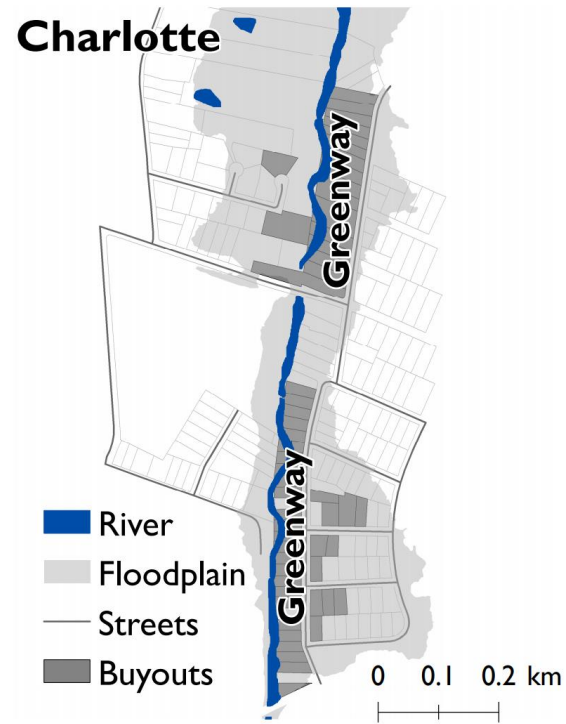 Charlotte
Greenway
Greenway
River
Floodplain
Streets
Buyouts
0 0.1 0.2 km